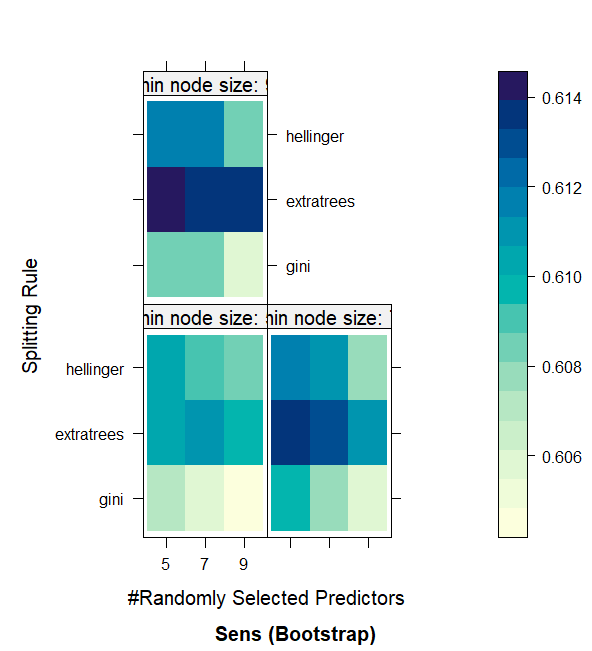 min node size: 9
0.614
hellinger
0.612
extratrees
0.610
gini
min node size:
min node size:
0.608
hellinger
extratrees
0.606
gini
5 7 9
Splitting Rule
#Randomly Selected Predictors
Sens (Bootstrap)